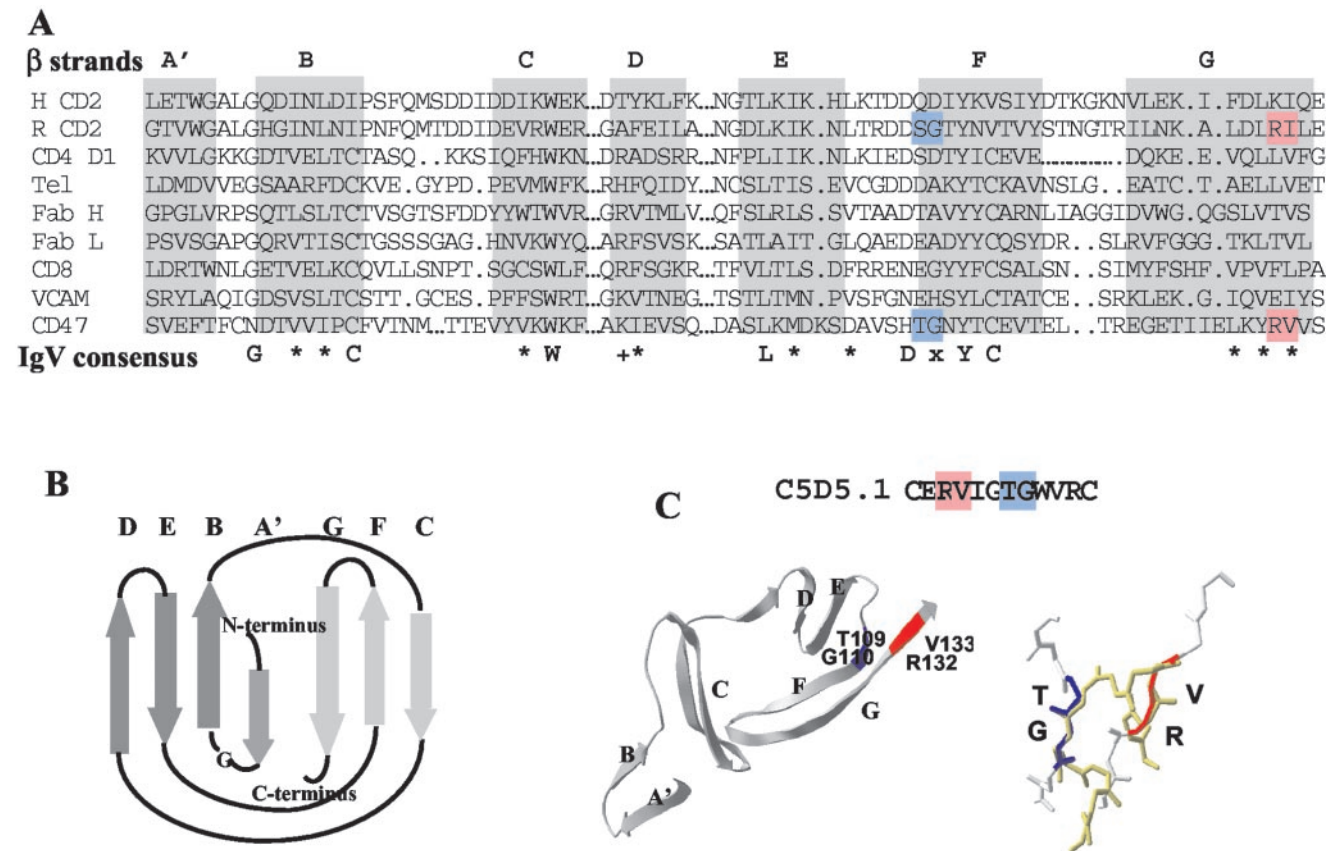 A
β strands A' B C D E F G
H CD2 LETWGALGQDINLDIPSFQMSDDIDDIKWEK…DTYKLFK…NGTLKIK.HLKTDDQDIYKVSIYDTKGKNVLEK.I.FDLKIQE
R CD2 GTVWGALGHGINLNIPNFQMTDDIDEVRWER…GAFEILA…NGDLKIK.NLTRDDSGTYNVTVYSTNGTRILNK.A.LDLRILE
CD4 D1 KVVLGKKGDTVELTCTASQ..KKSIQFHWKN…DRADSRR…NFPLIIK.NLKIEDSDTYICEVE............DQKE.E.VQLLVFG
Tel LDMDVVEGSAARFDCKVE.GYPD.PEVMWFK…RHFQIDY…NCSLTIS.EVCGDDDAKYTCKAVNSLG..EATC.T.AELLVET
Fab H GPGLVRPSQTLSLTCTVSGTSFDDYYWTWVR…GRVTMLV…QFSLRLS.SVTAADTAVYYCARNLIAGGIDVWG.QGSLVTVS
Fab L PSVSGAPGQRVTISCTGSSSGAG.HNVKWYQ…ARFSVSK…SATLAIT.GLQAEDEADYYCQSYDR..SLRVFGGG.TKLTVL
CD8 LDRTWNLGETVELKCQVLLSNPT.SGCSWLF…QRFSGKR…TFVLTLS.DFRRENEGYYFCSALSN..SIMYFSHF.VPVFLPA
VCAM SRYLAQIGDSVSLTCSTT.GCES.PFFSWRT…GKVTNEG…TSTLTMN.PVSFGNEHSYLCTATCE..SRKLEK.G.IQVEIYS
CD47 SVEFTFCNDTVVIPCFVTNM…TTEVYVKWKF…AKIEVSQ…DASLKMDKSDAVSHTGNYTCEVTEL..TREGETIIELKYRVVS
IgV consensus G * * C * W +* L * * D x Y C * * *
B
D E B A' G F C
N-terminus
G
C-terminus
C
C5D5.1 CERVIGTGWVRC
D E
T109 V133
G110 R132
C F G
B
A'
T V
G R